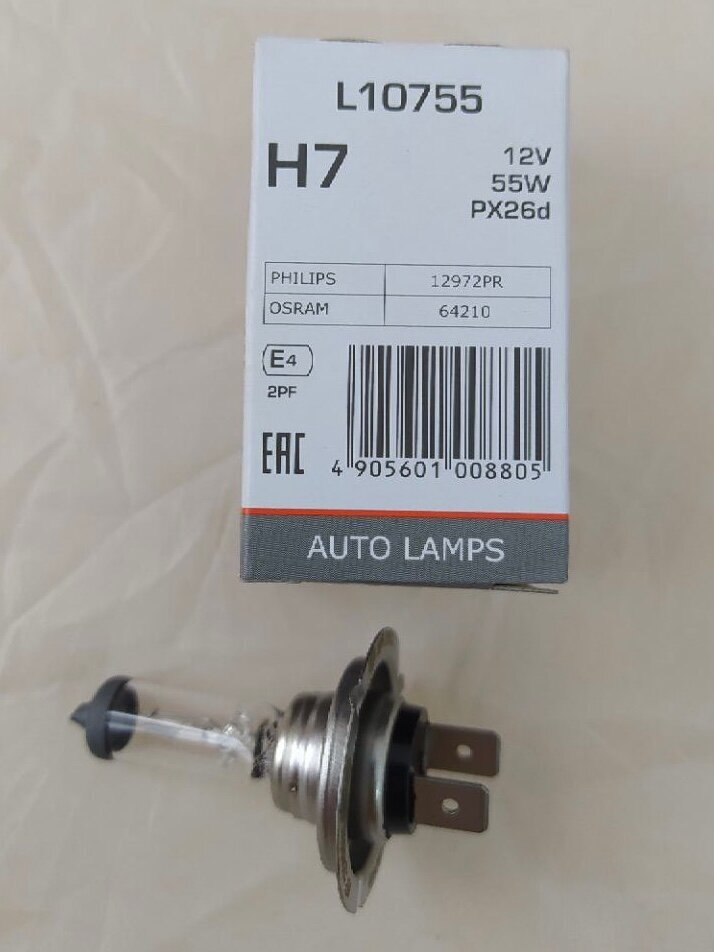 L10755
H7
12V
55W
PX26d
PHILIPS 12972PR
OSRAM 64210
E4
2PF
EAC
4 905601 008805
AUTO LAMPS